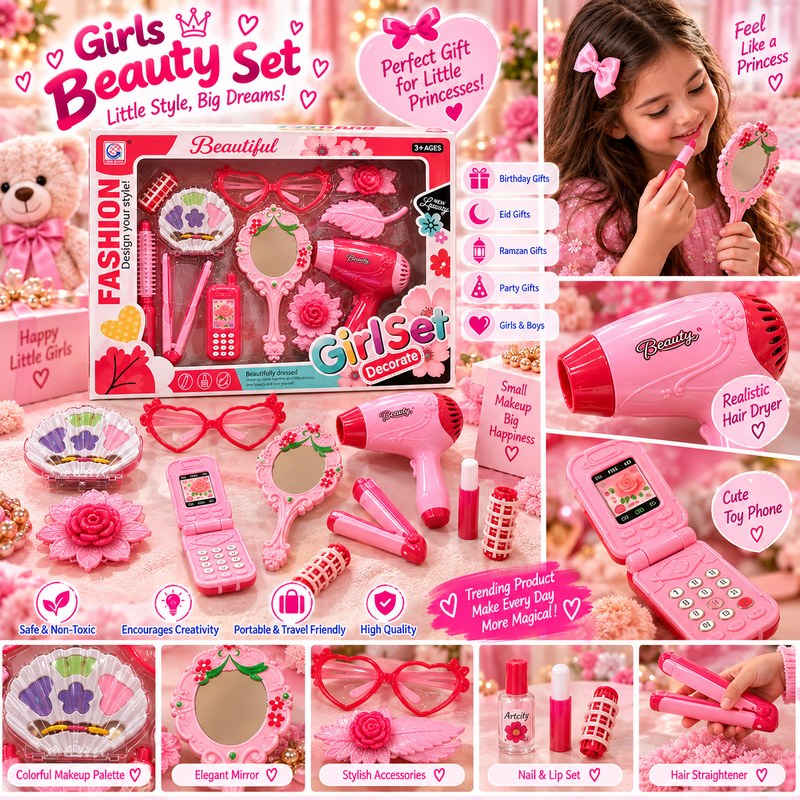 Girls
Beauty Set
Little Style, Big Dreams!
Perfect Gift
for Little
Princesses!
Feel
Like a
Princess
Beautiful
3+AGES
FASHION
Design your style!
NEW
Luxury
Beauty
Girl Set
Decorate
Beautifully dressed
Birthday Gifts
Eid Gifts
Ramzan Gifts
Party Gifts
Girls & Boys
Happy
Little Girls
Small
Makeup
Big
Happiness
Beauty
Beauty
Realistic
Hair Dryer
Cute
Toy Phone
Safe & Non-Toxic
Encourages Creativity
Portable & Travel Friendly
High Quality
Trending Product
Make Every Day
More Magical!
Artcity
Colorful Makeup Palette
Elegant Mirror
Stylish Accessories
Nail & Lip Set
Hair Straightener